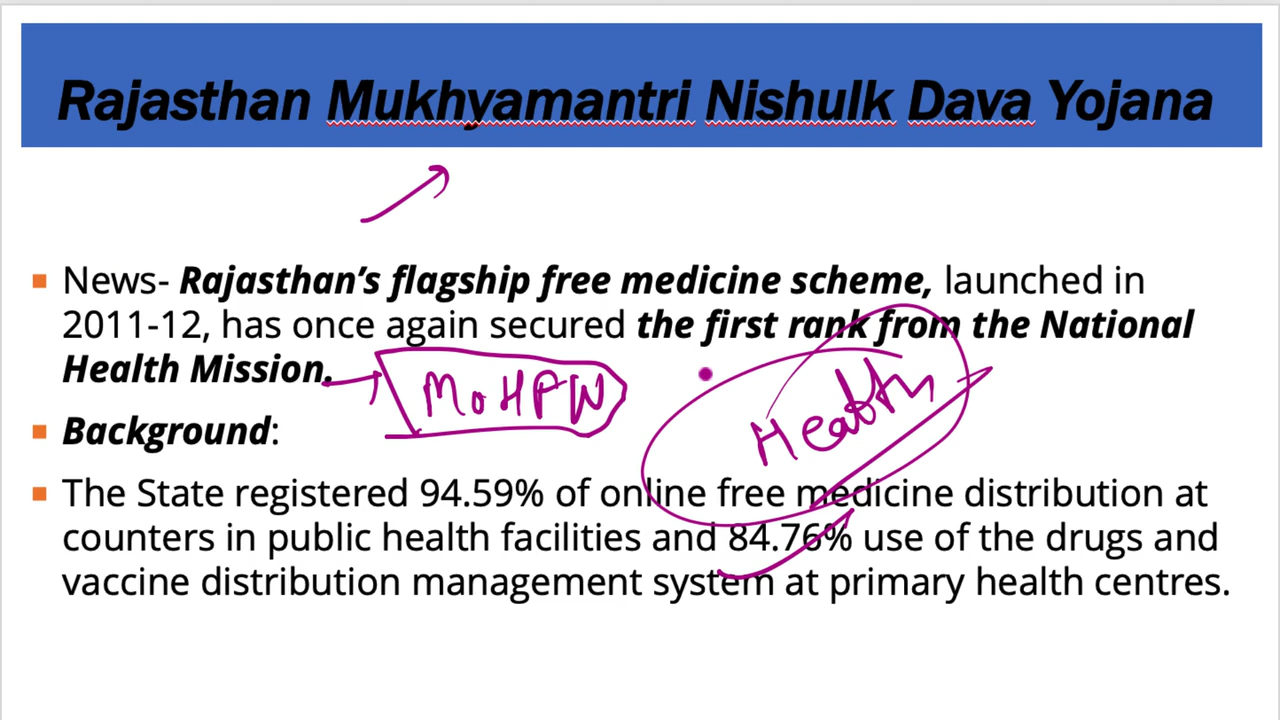 Rajasthan Mukhyamantri Nishulk Dava Yojana
News- Rajasthan's flagship free medicine scheme, launched in
2011-12, has once again secured the first rank from the National
Health Mission.
MoHFW
Health
Background:
The State registered 94.59% of online free medicine distribution at
counters in public health facilities and 84.76% use of the drugs and
vaccine distribution management system at primary health centres.